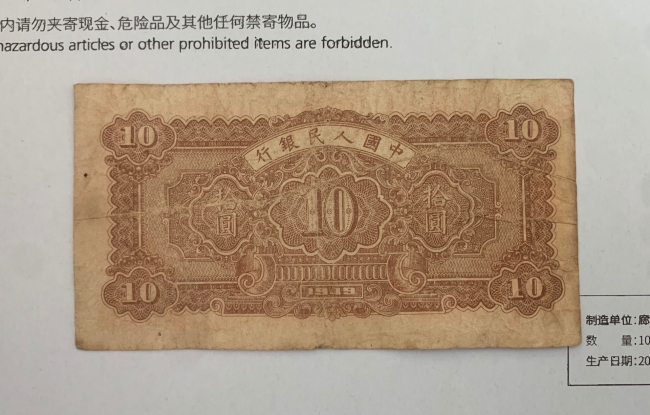 内请勿夹寄现金、危险品及其他任何禁寄物品。
hazardous articles or other prohibited items are forbidden.
10 10
中國人民銀行
拾圓 10 拾圓
10 1949 10
制造单位:廊
数 量:10
生产日期:20